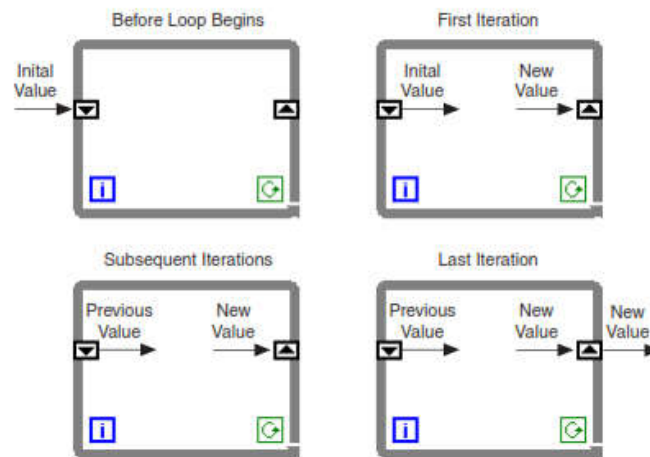 Before Loop Begins
First Iteration
Inital
Value
Inital
Value
New
Value
i
i
Subsequent Iterations
Last Iteration
Previous
Value
New
Value
Previous
Value
New
Value
New
Value
i
i